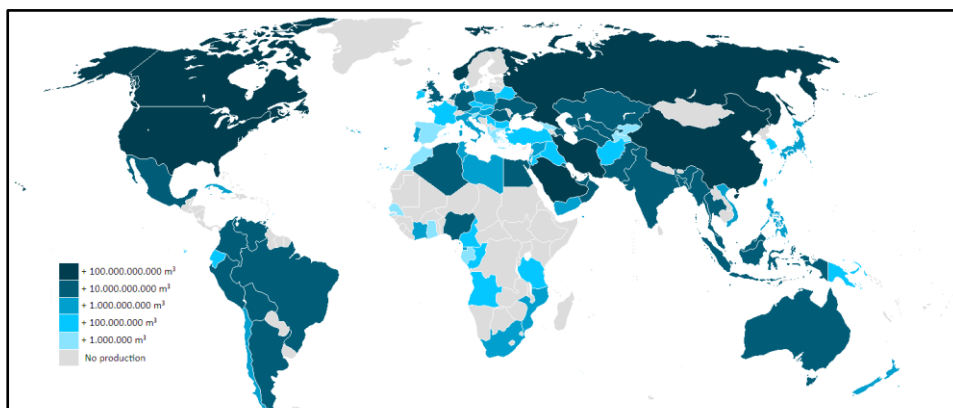 + 100.000.000.000 m³
+ 10.000.000.000 m³
+ 1.000.000.000 m³
+ 100.000.000 m³
+ 1.000.000 m³
No production